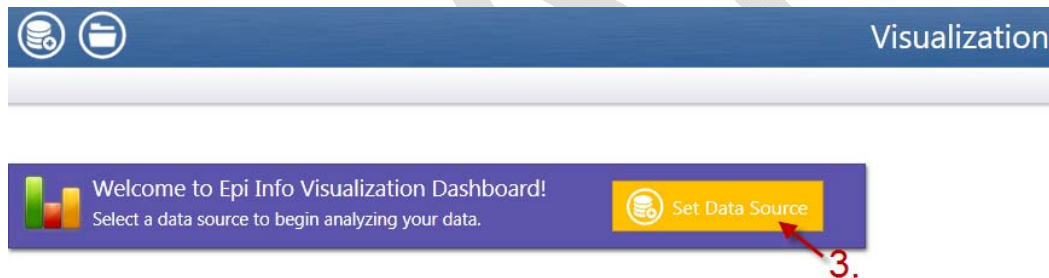 Visualization
Welcome to Epi Info Visualization Dashboard!
Select a data source to begin analyzing your data.
Set Data Source
3.